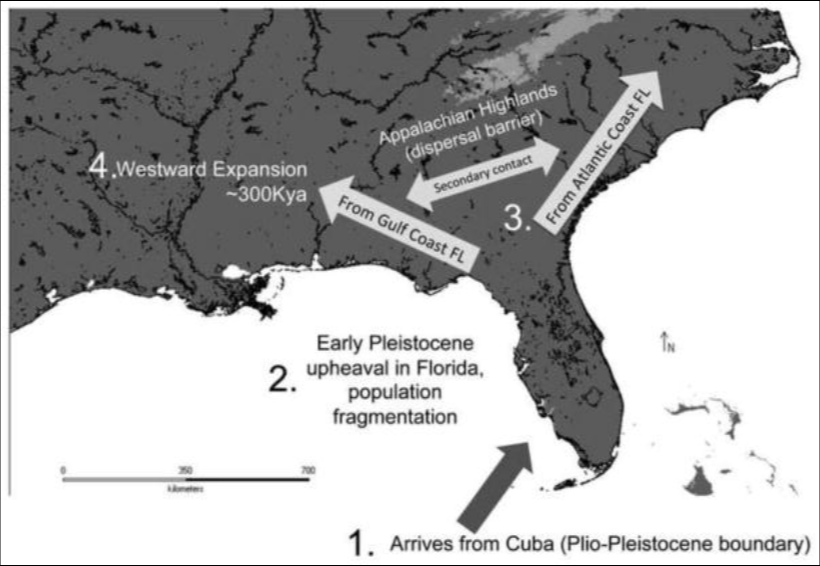 Appalachian Highlands
(dispersal barrier)
4. Westward Expansion
~300Kya
Secondary contact
From Atlantic Coast FL
From Gulf Coast FL
3.
N
2. Early Pleistocene
upheaval in Florida,
population
fragmentation
0 350 700
kilometers
1. Arrives from Cuba (Plio-Pleistocene boundary)